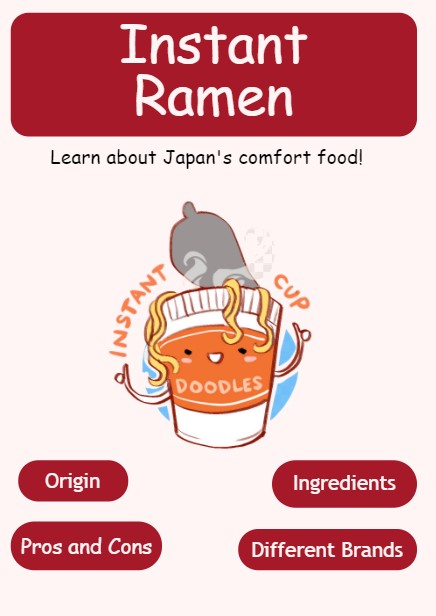 Instant
Ramen
Learn about Japan's comfort food!
INSTANT CUP
DOODLES
Origin
Ingredients
Pros and Cons
Different Brands